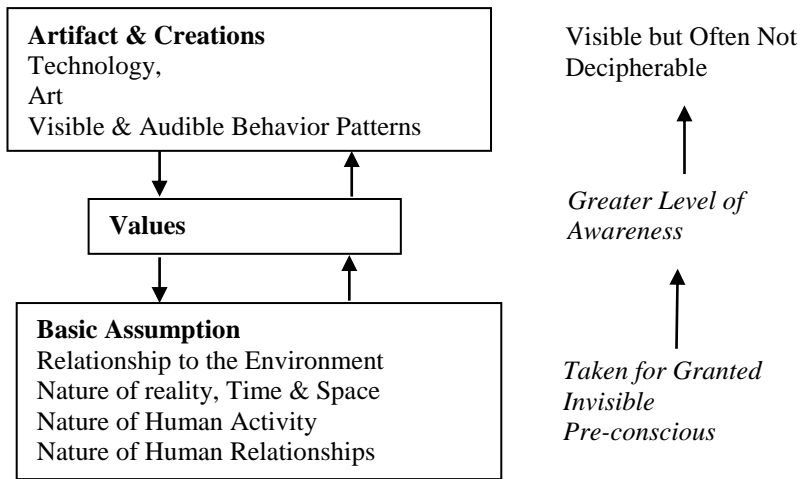 Artifact & Creations
Technology,
Art
Visible & Audible Behavior Patterns
Visible but Often Not
Decipherable
Values
Greater Level of
Awareness
Basic Assumption
Relationship to the Environment
Nature of reality, Time & Space
Nature of Human Activity
Nature of Human Relationships
Taken for Granted
Invisible
Pre-conscious